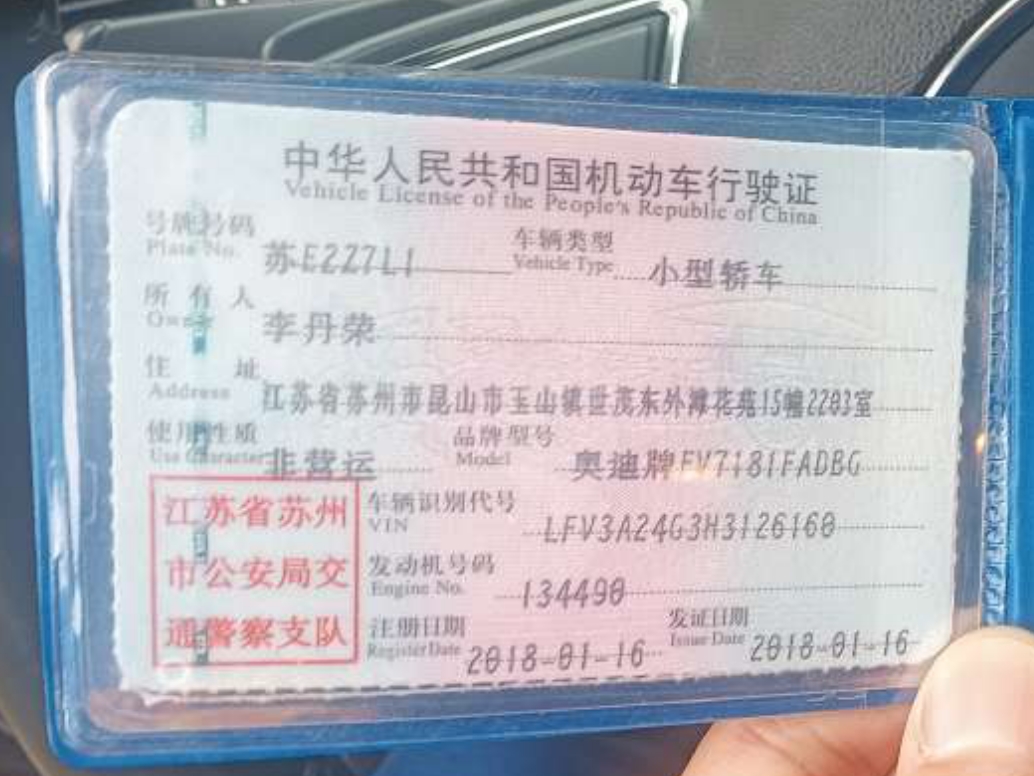 中华人民共和国机动车行驶证
Vehicle License of the People's Republic of China
号牌号码 苏E2Z7L1 车辆类型 小型轿车
Plate No. Vehicle Type
所有人 李丹荣
Owner
住址 江苏省苏州市昆山市玉山镇世茂东外滩花苑15幢2203室
Address
使用性质 非营运 品牌型号 奥迪牌FV7181FADBG
Use Character Model
车辆识别代号 LFV3A24G3H3126160
VIN
发动机号码 134490
Engine No.
注册日期 2018-01-16 发证日期 2018-01-16
Register Date Issue Date
江苏省苏州
市公安局交
通警察支队